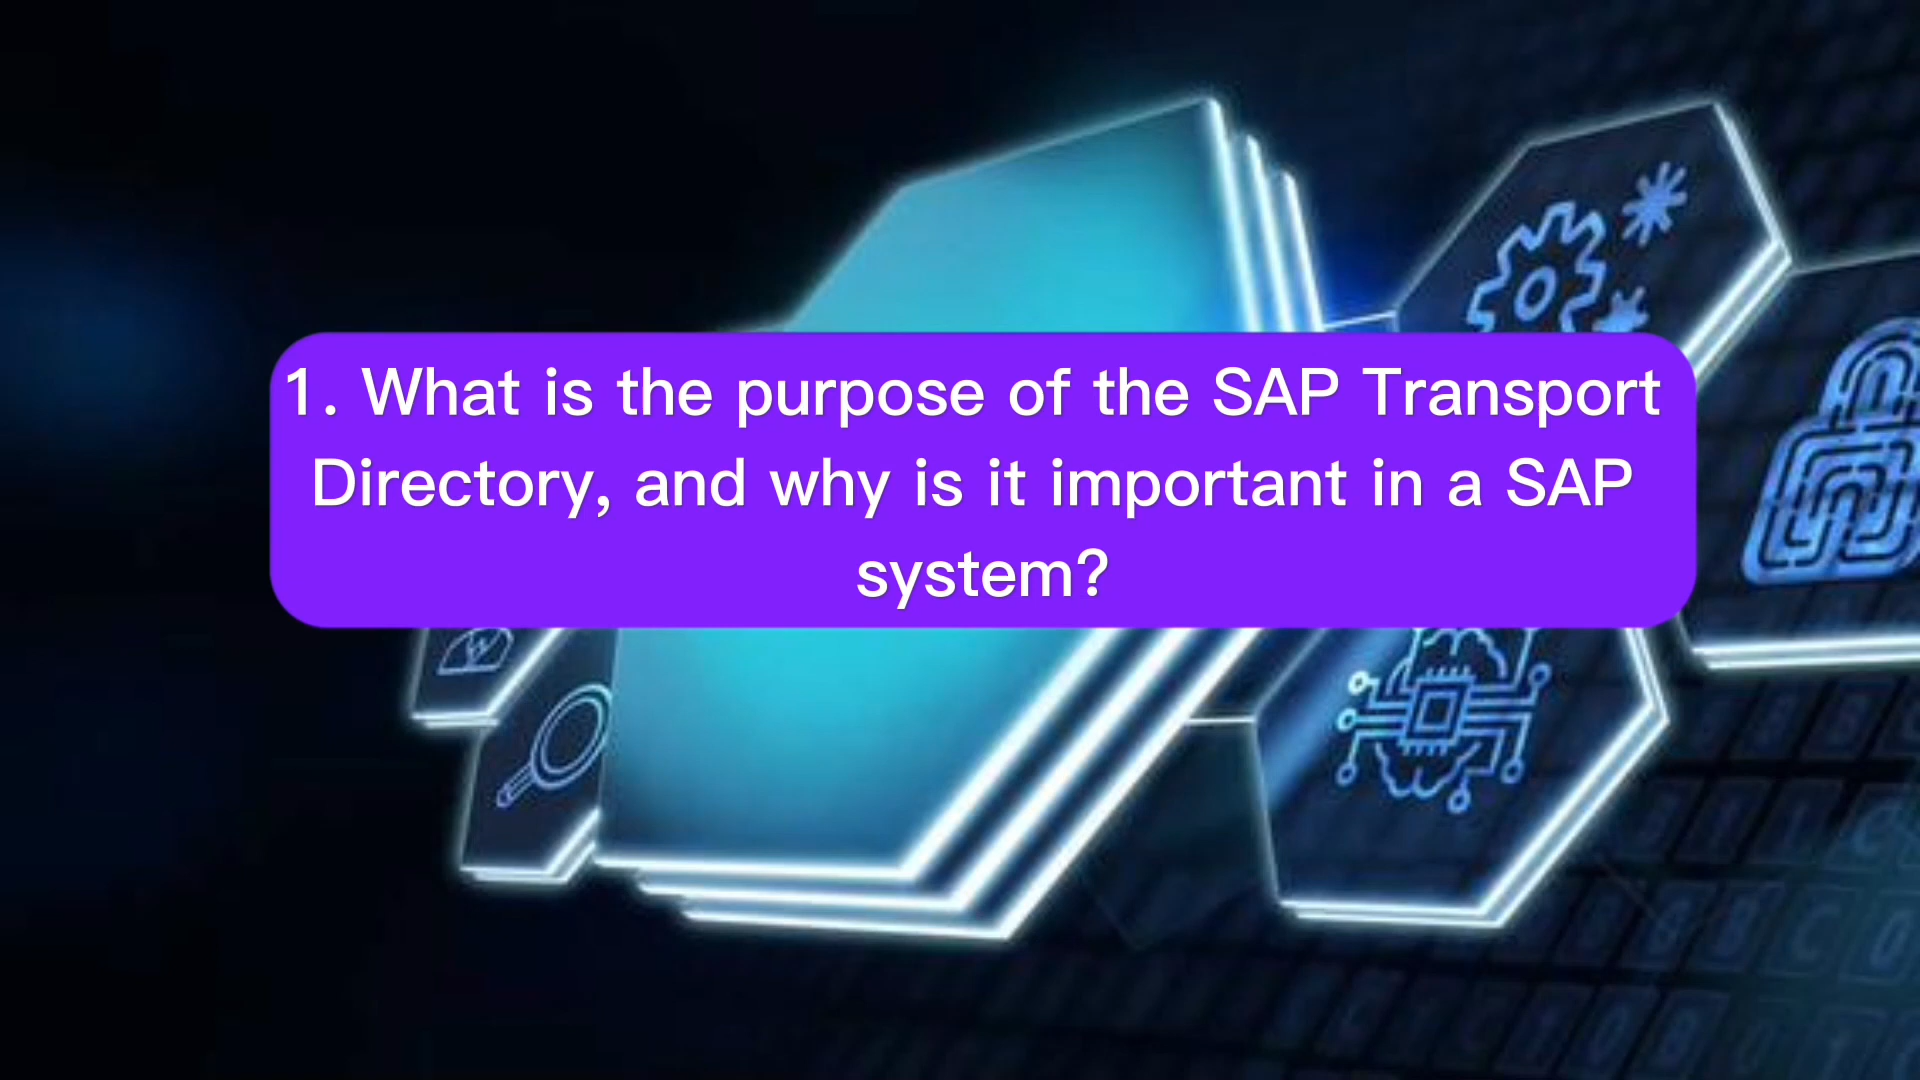 1. What is the purpose of the SAP Transport
Directory, and why is it important in a SAP
system?